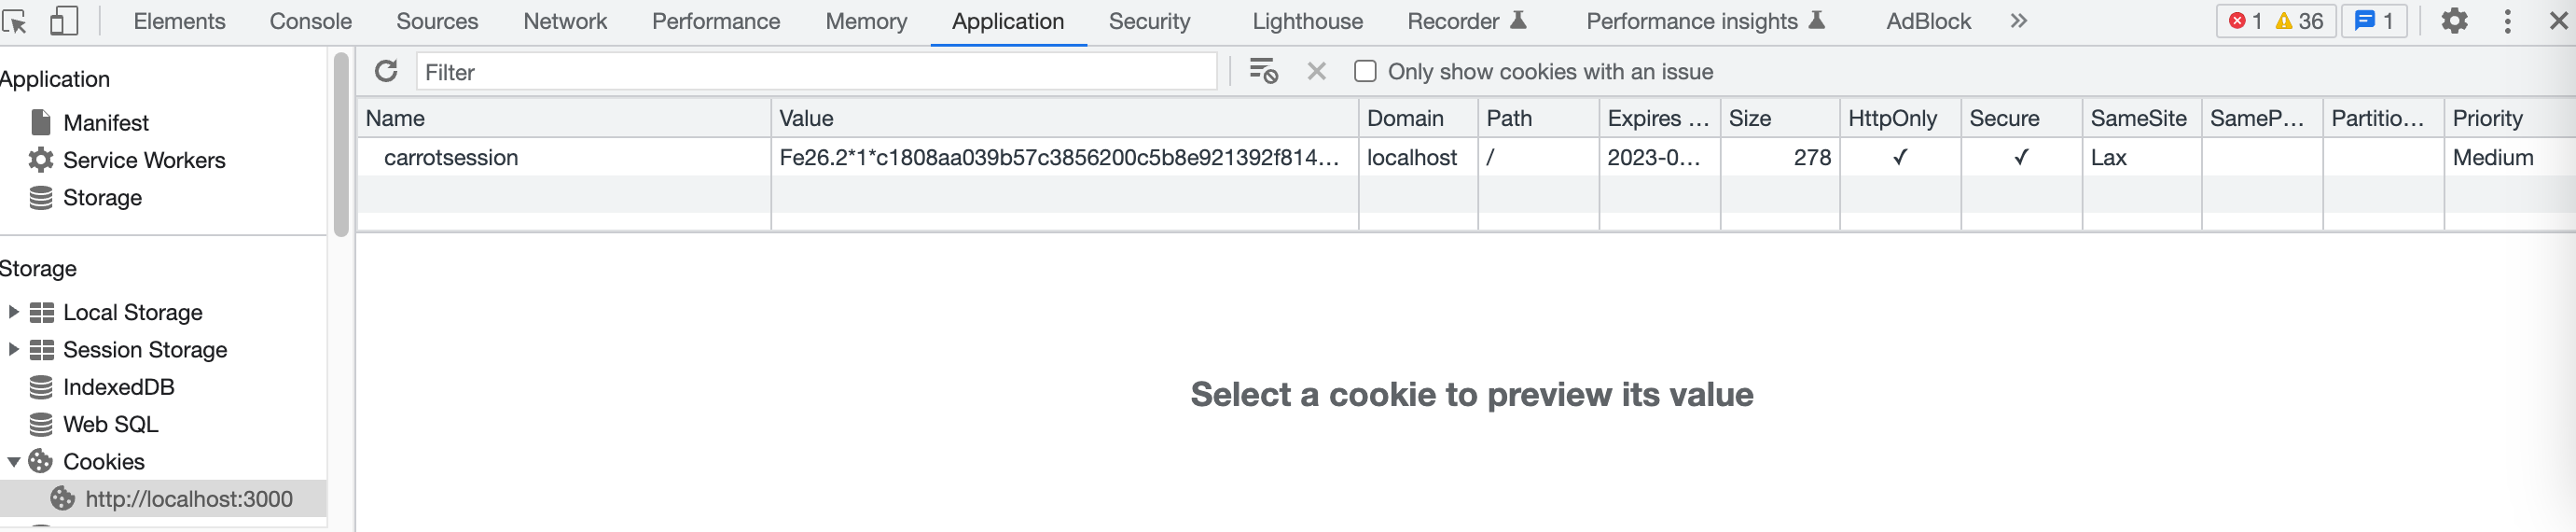 Elements Console Sources Network Performance Memory Application Security Lighthouse Recorder Performance insights AdBlock » 1 36 1
Application
Manifest
Service Workers
Storage
Storage
Local Storage
Session Storage
IndexedDB
Web SQL
Cookies
http://localhost:3000
Filter Only show cookies with an issue
Name Value Domain Path Expires ... Size HttpOnly Secure SameSite SameP... Partitio... Priority
carrotsession Fe26.2*1*c1808aa039b57c3856200c5b8e921392f814... localhost / 2023-0... 278 ✓ ✓ Lax Medium
Select a cookie to preview its value